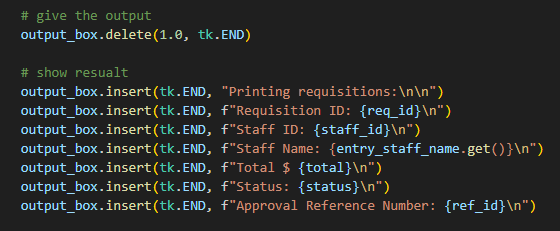 # give the output
output_box.delete(1.0, tk.END)
# show resualt
output_box.insert(tk.END, "Printing requisitions:\n\n")
output_box.insert(tk.END, f"Requisition ID: {req_id}\n")
output_box.insert(tk.END, f"Staff ID: {staff_id}\n")
output_box.insert(tk.END, f"Staff Name: {entry_staff_name.get()}\n")
output_box.insert(tk.END, f"Total $ {total}\n")
output_box.insert(tk.END, f"Status: {status}\n")
output_box.insert(tk.END, f"Approval Reference Number: {ref_id}\n")